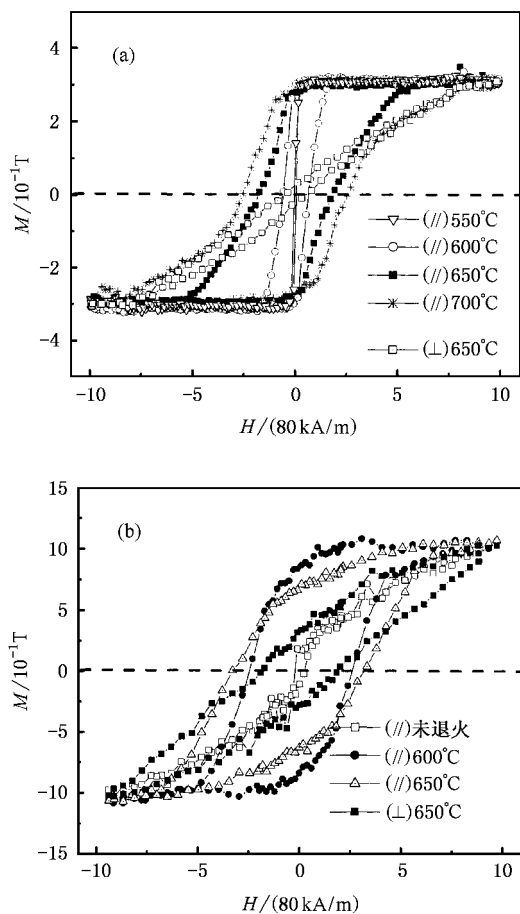 (a)
4
2
0
-2
-4
M/10⁻¹T
(//)550℃
(//)600℃
(//)650℃
(//)700℃
(⊥)650℃
-10 -5 0 5 10
H/(80 kA/m)
(b)
15
10
5
0
-5
-10
-15
M/10⁻¹T
(//)未退火
(//)600℃
(//)650℃
(⊥)650℃
-10 -5 0 5 10
H/(80 kA/m)